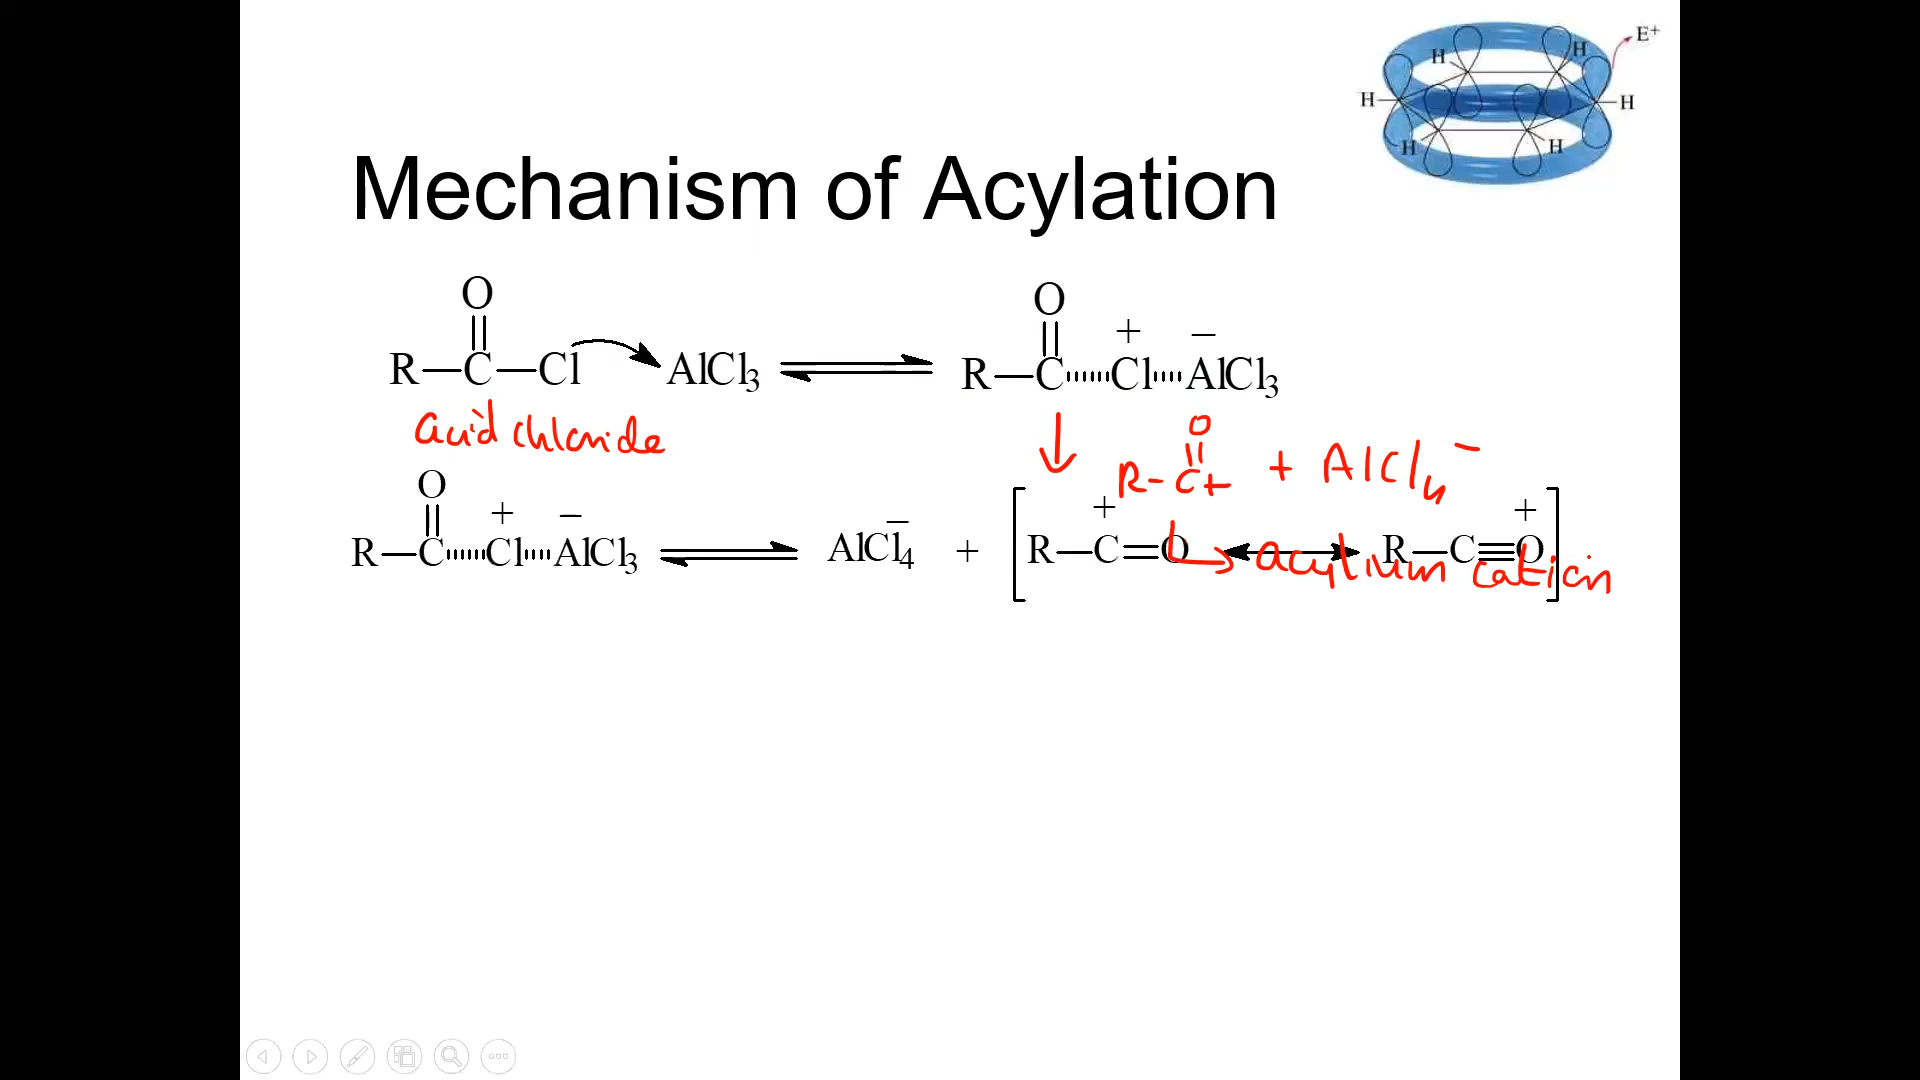 E+
H H
H H
H H
Mechanism of Acylation
O O
+ −
R—C—Cl AlCl3 R—C Cl AlCl3
acid chloride
O
R-C+ + AlCl4 −
O
+ − − + +
R—C Cl AlCl3 AlCl4 + [R—C=O R—C≡O]
acylium cation